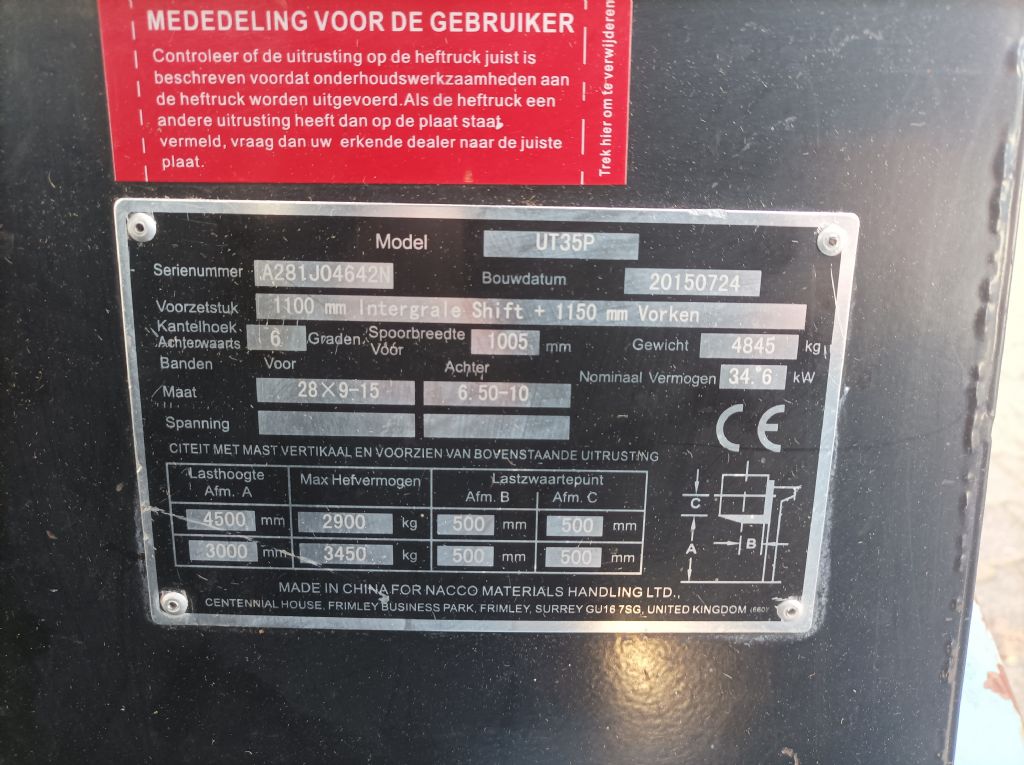 MEDEDELING VOOR DE GEBRUIKER
Controleer of de uitrusting op de heftruck juist is
beschreven voordat onderhoudswerkzaamheden aan
de heftruck worden uitgevoerd.Als de heftruck een
andere uitrusting heeft dan op de plaat staat
vermeld, vraag dan uw erkende dealer naar de juiste
plaat.
Trek hier om te verwijderen
Model UT35P
Serienummer A281J04642N Bouwdatum 20150724
Voorzetstuk 1100 mm Intergrale Shift + 1150 mm Vorken
Kantelhoek Achterwaarts 6 Graden Spoorbreedte Vóór 1005 mm Gewicht 4845 kg
Banden Voor Achter
Nominaal Vermogen 34.6 kW
Maat 28×9-15 6.50-10
Spanning
CE
CITEIT MET MAST VERTIKAAL EN VOORZIEN VAN BOVENSTAANDE UITRUSTING
Lasthoogte Afm. A Max Hefvermogen Lastzwaartepunt
Afm. B Afm. C
4500 mm 2900 kg 500 mm 500 mm
3000 mm 3450 kg 500 mm 500 mm
C
A B
MADE IN CHINA FOR NACCO MATERIALS HANDLING LTD.,
CENTENNIAL HOUSE, FRIMLEY BUSINESS PARK, FRIMLEY, SURREY GU16 7SG, UNITED KINGDOM